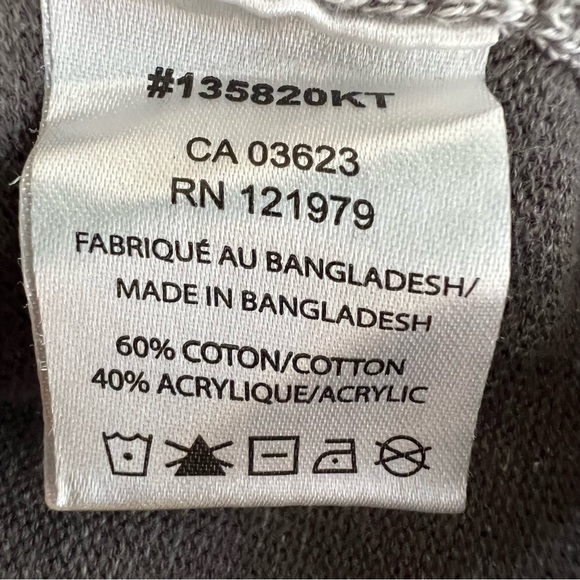 #135820KT
CA 03623
RN 121979
FABRIQUÉ AU BANGLADESH/
MADE IN BANGLADESH
60% COTON/COTTON
40% ACRYLIQUE/ACRYLIC